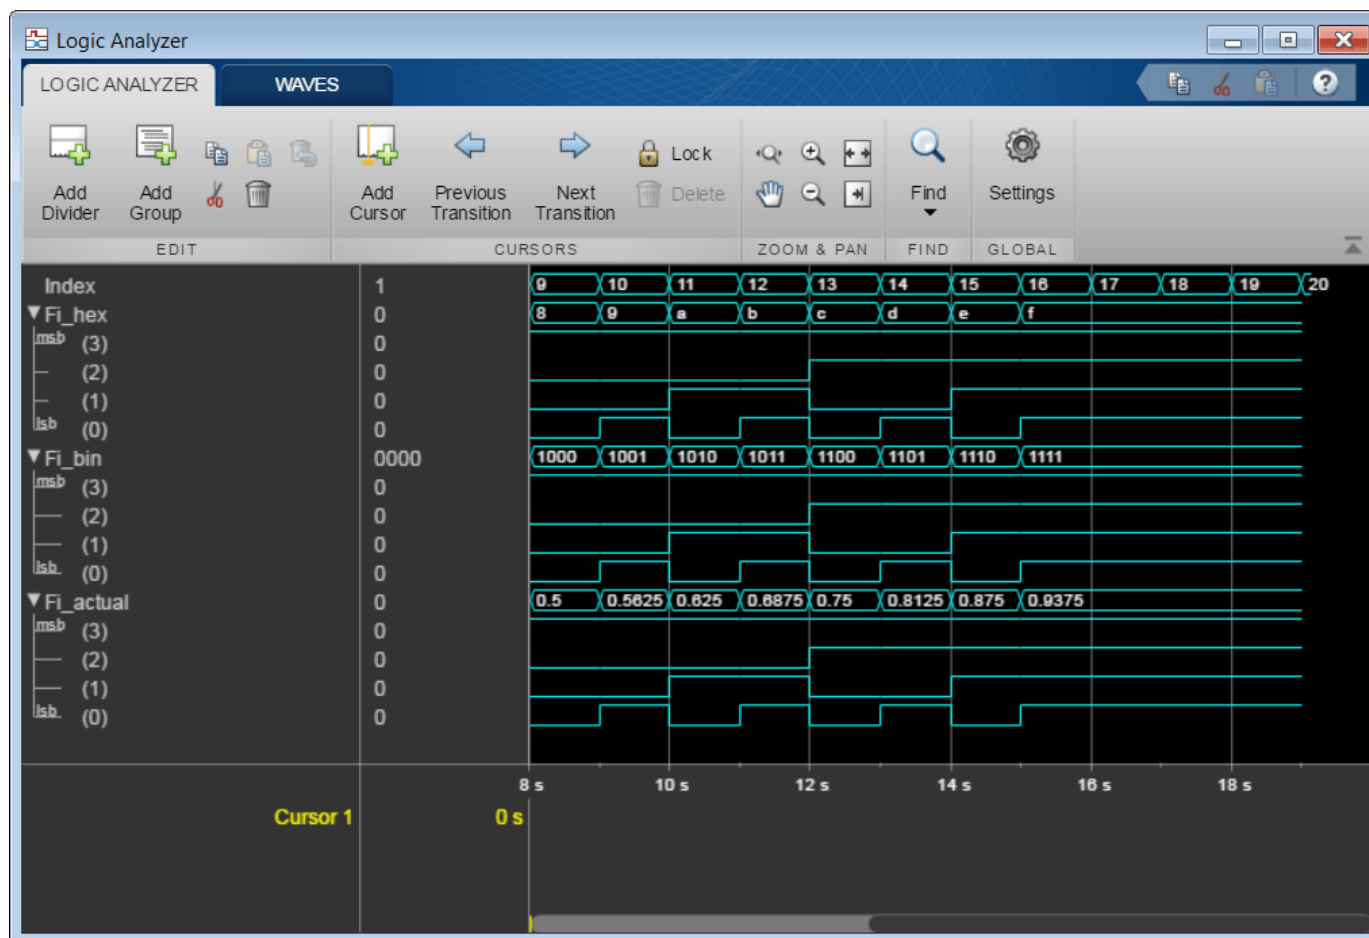 Logic Analyzer
LOGIC ANALYZER WAVES
?
Lock
Add Divider Add Group Add Cursor Previous Transition Next Transition Delete Find Settings
EDIT CURSORS ZOOM & PAN FIND GLOBAL
Index 1 9 10 11 12 13 14 15 16 17 18 19 20
Fi_hex 0 8 9 a b c d e f
msb (3) 0
(2) 0
(1) 0
lsb (0) 0
Fi_bin 0000 1000 1001 1010 1011 1100 1101 1110 1111
msb (3) 0
(2) 0
(1) 0
lsb (0) 0
Fi_actual 0 0.5 0.5625 0.625 0.6875 0.75 0.8125 0.875 0.9375
msb (3) 0
(2) 0
(1) 0
lsb (0) 0
8 s 10 s 12 s 14 s 16 s 18 s
Cursor 1 0 s